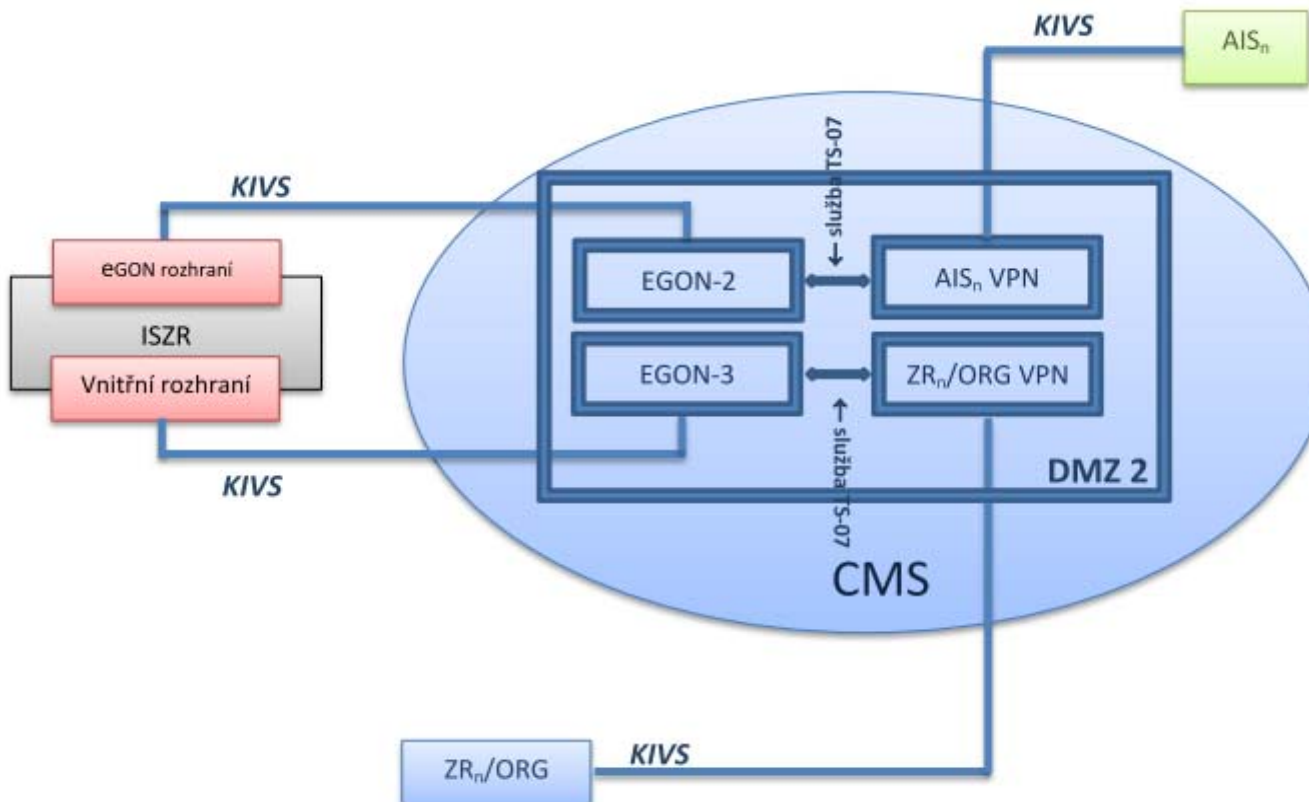 KIVS
AISₙ
služba TS-07
KIVS
eGON rozhraní
EGON-2
AISₙ VPN
ISZR
Vnitřní rozhraní
EGON-3
ZRₙ/ORG VPN
služba TS-07
DMZ 2
KIVS
CMS
ZRₙ/ORG
KIVS